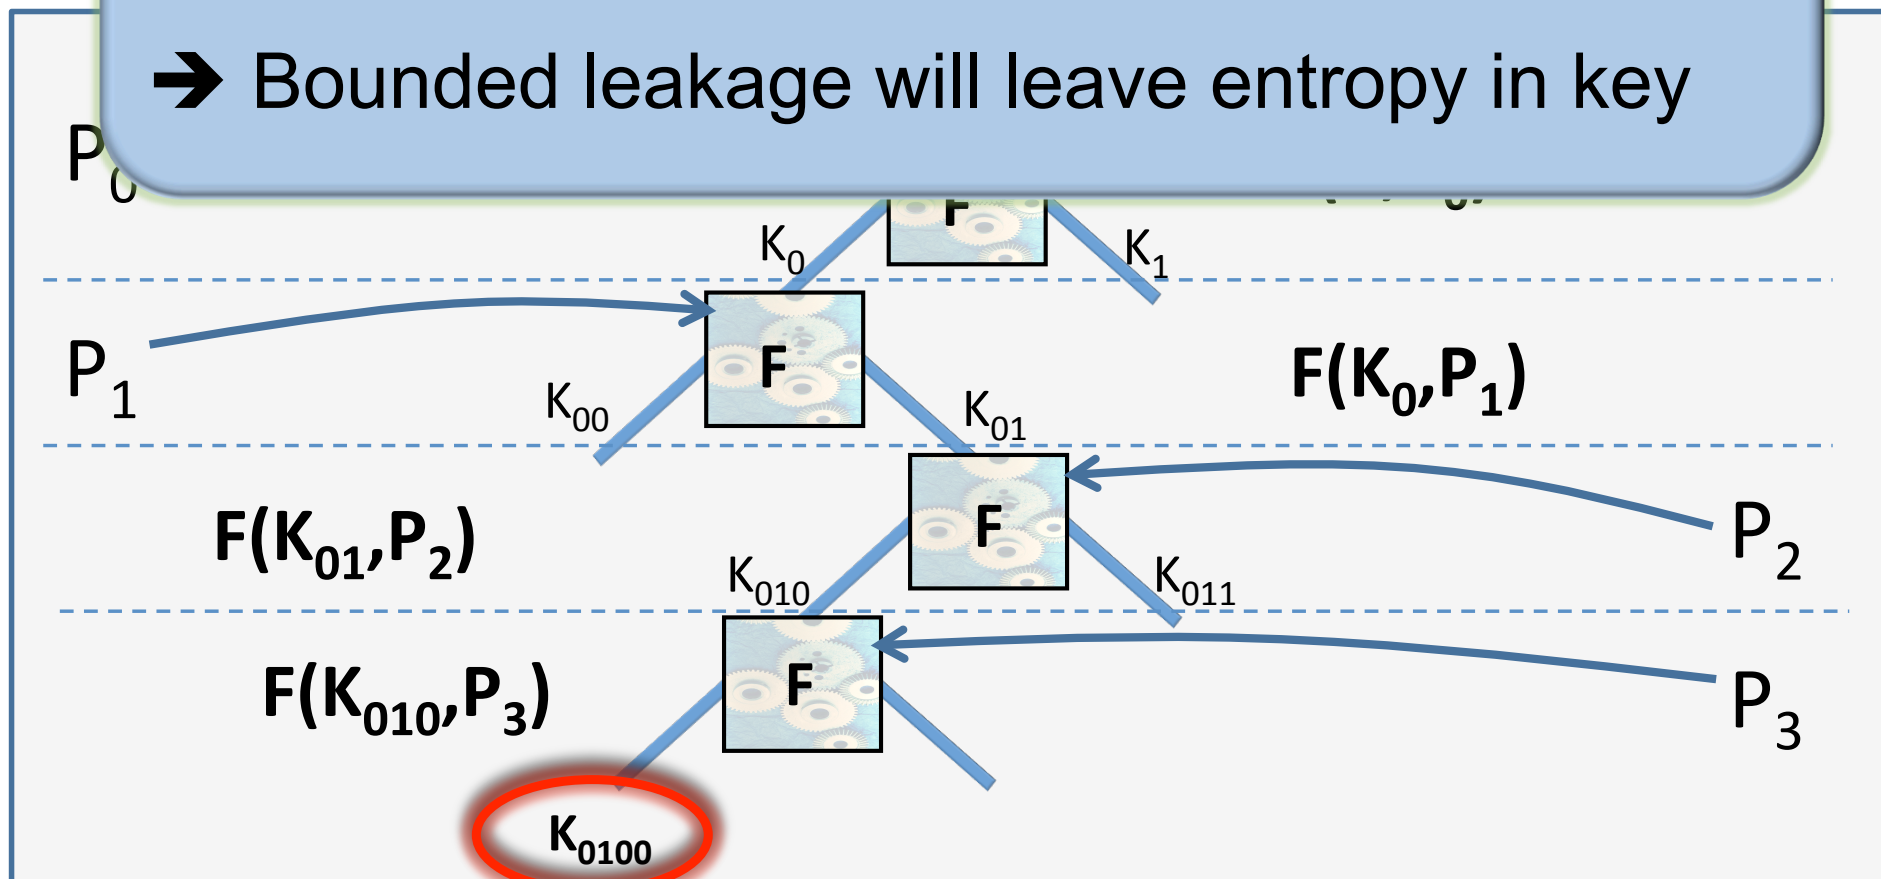 ➔ Bounded leakage will leave entropy in key
P₀
F
K₀ K₁
P₁ F F(K₀,P₁)
K₀₀ K₀₁
F(K₀₁,P₂) F P₂
K₀₁₀ K₀₁₁
F(K₀₁₀,P₃) F P₃
K₀₁₀₀